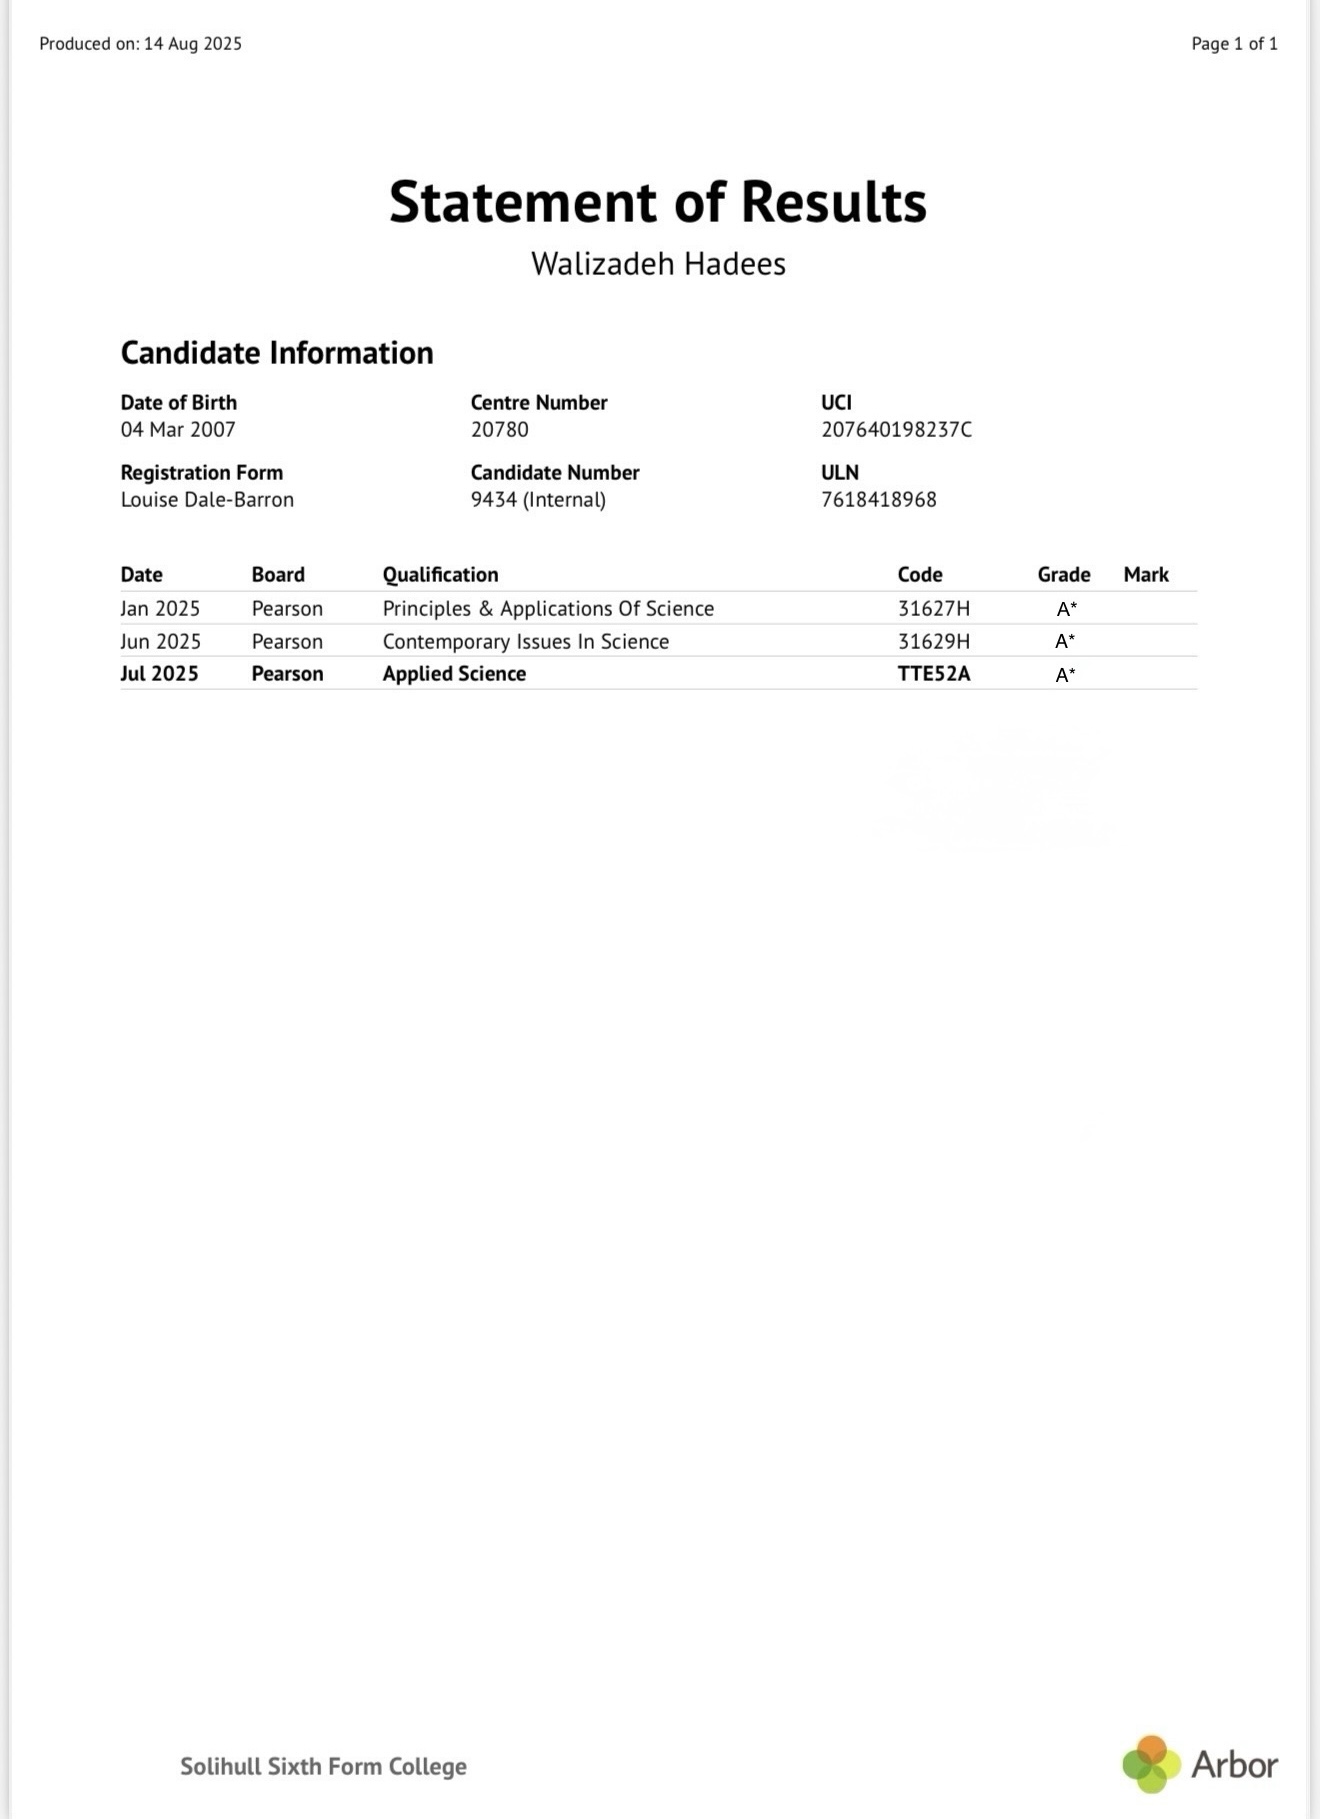 Produced on: 14 Aug 2025 Page 1 of 1
Statement of Results
Walizadeh Hadees
Candidate Information
Date of Birth Centre Number UCI
04 Mar 2007 20780 207640198237C
Registration Form Candidate Number ULN
Louise Dale-Barron 9434 (Internal) 7618418968
Date Board Qualification Code Grade Mark
Jan 2025 Pearson Principles & Applications Of Science 31627H A*
Jun 2025 Pearson Contemporary Issues In Science 31629H A*
Jul 2025 Pearson Applied Science TTE52A A*
Solihull Sixth Form College Arbor